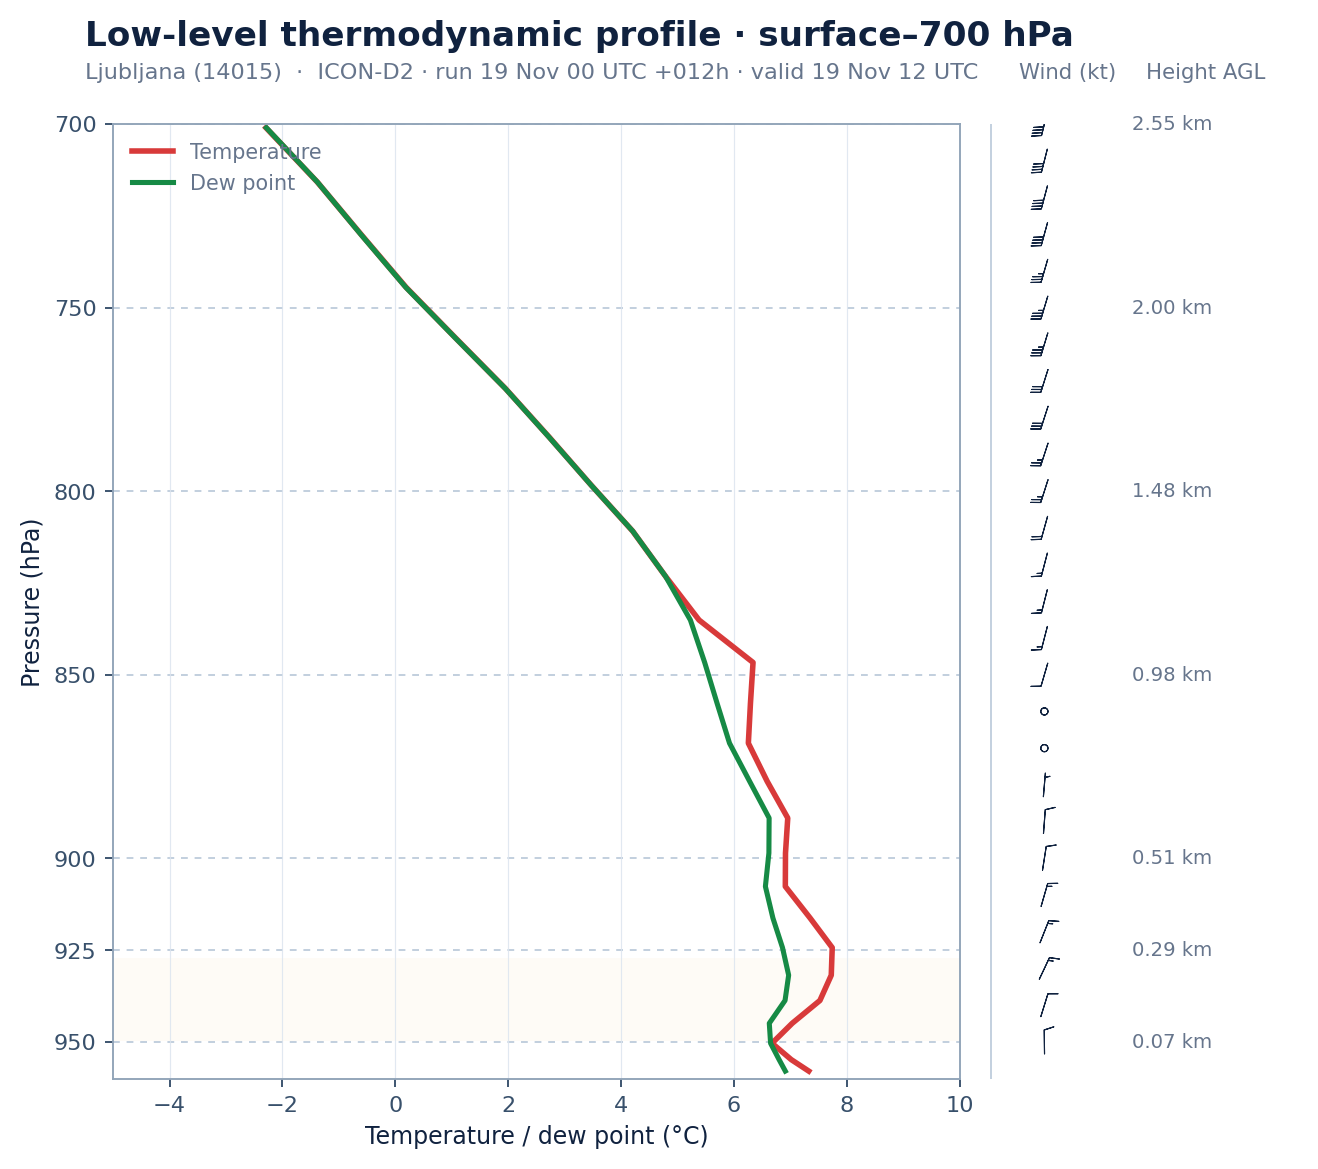 Low-level thermodynamic profile · surface–700 hPa
Ljubljana (14015)  ·  ICON-D2 · run 19 Nov 00 UTC +012h · valid 19 Nov 12 UTC
Wind (kt)
Height AGL
Temperature
Dew point
700
750
800
850
900
925
950
Pressure (hPa)
−4
−2
0
2
4
6
8
10
Temperature / dew point (°C)
2.55 km
2.00 km
1.48 km
0.98 km
0.51 km
0.29 km
0.07 km